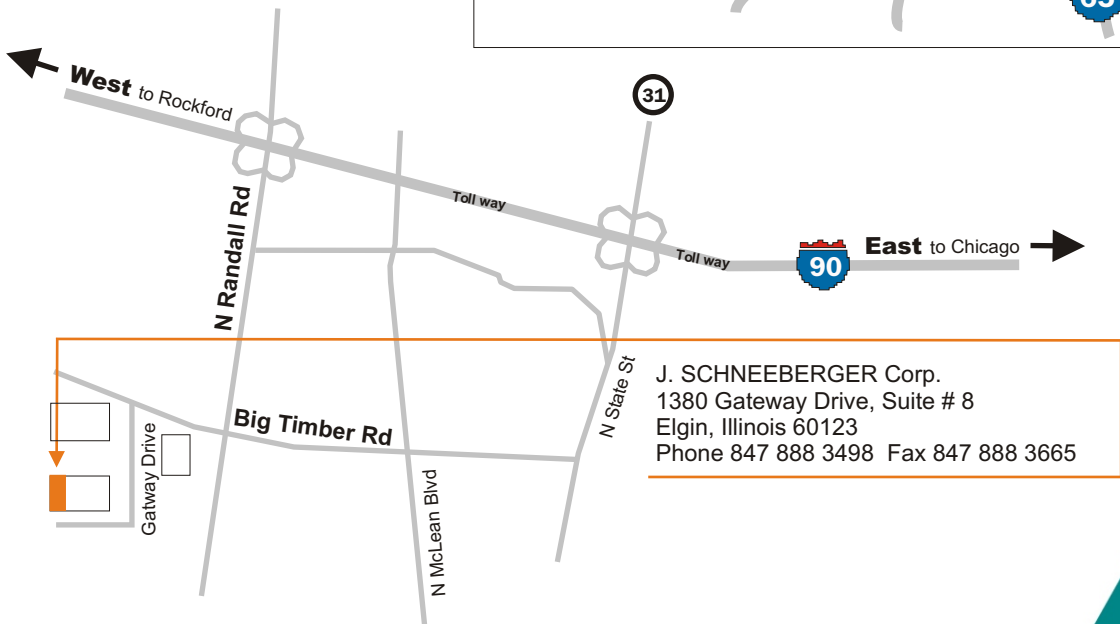 65
31
West to Rockford
Toll way
N Randall Rd
Toll way
90
East to Chicago
J. SCHNEEBERGER Corp.
1380 Gateway Drive, Suite # 8
Elgin, Illinois 60123
Phone 847 888 3498 Fax 847 888 3665
N State St
Big Timber Rd
Gatway Drive
N McLean Blvd